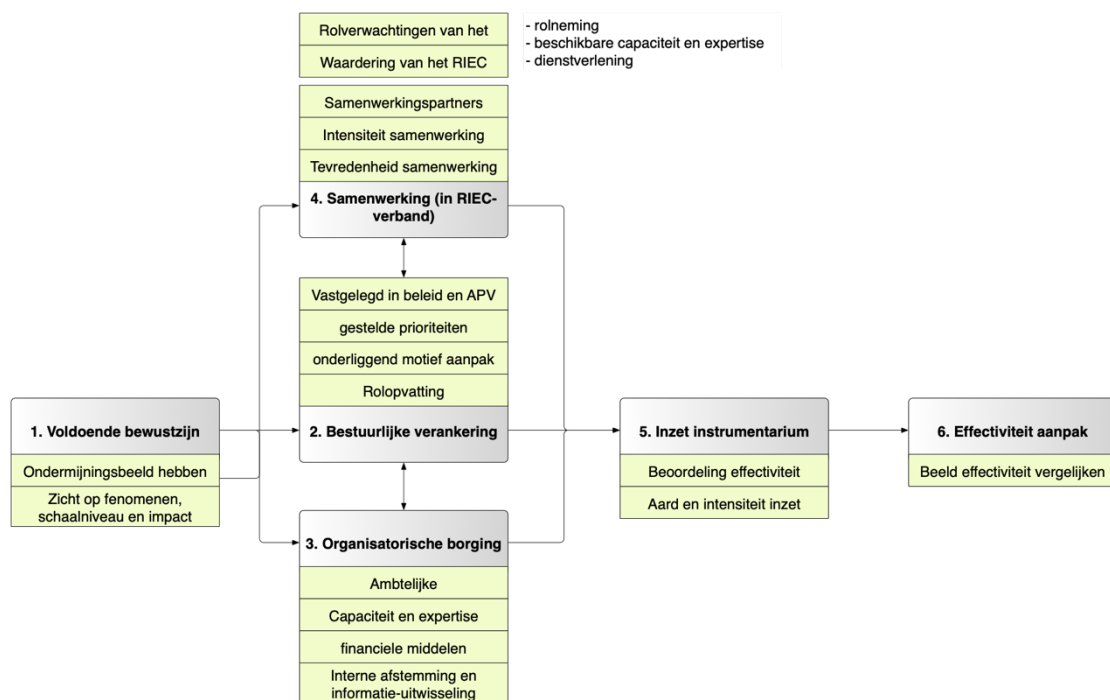 Rolverwachtingen van het
Waardering van het RIEC
- rolneming
- beschikbare capaciteit en expertise
- dienstverlening
Samenwerkingspartners
Intensiteit samenwerking
Tevredenheid samenwerking
4. Samenwerking (in RIEC-
verband)
Vastgelegd in beleid en APV
gestelde prioriteiten
onderliggend motief aanpak
Rolopvatting
1. Voldoende bewustzijn
Ondermijningsbeeld hebben
Zicht op fenomenen,
schaalniveau en impact
2. Bestuurlijke verankering
3. Organisatorische borging
Ambtelijke
Capaciteit en expertise
financiele middelen
Interne afstemming en
informatie-uitwisseling
5. Inzet instrumentarium
Beoordeling effectiviteit
Aard en intensiteit inzet
6. Effectiviteit aanpak
Beeld effectiviteit vergelijken